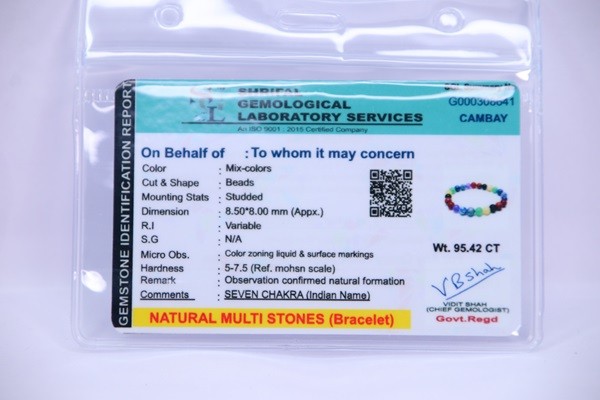 GEMSTONE IDENTIFICATION REPORT
GEMOLOGICAL
LABORATORY SERVICES
An ISO 9001 : 2015 Certified Company
CAMBAY
On Behalf of : To whom it may concern
Color : Mix-colors
Cut & Shape : Beads
Mounting Stats : Studded
Dimension : 8.50*8.00 mm (Appx.)
R.I : Variable
S.G : N/A
Micro Obs. : Color zoning liquid & surface markings
Hardness : 5-7.5 (Ref. mohsn scale)
Remark : Observation confirmed natural formation
Comments : SEVEN CHAKRA (Indian Name)
NATURAL MULTI STONES (Bracelet)
Wt. 95.42 CT
VBShah
VIDIT SHAH
(CHIEF GEMOLOGIST)
Govt.Regd